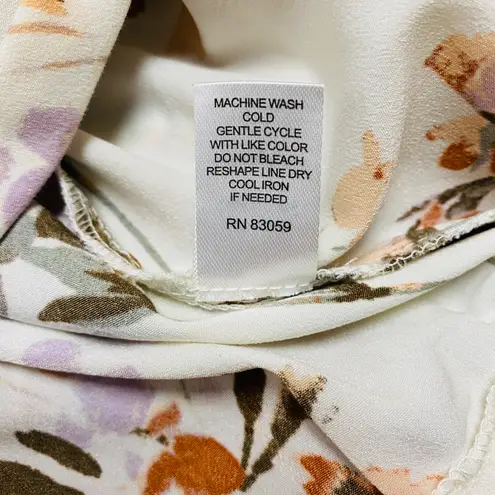 MACHINE WASH
COLD
GENTLE CYCLE
WITH LIKE COLOR
DO NOT BLEACH
RESHAPE LINE DRY
COOL IRON
IF NEEDED
RN 83059